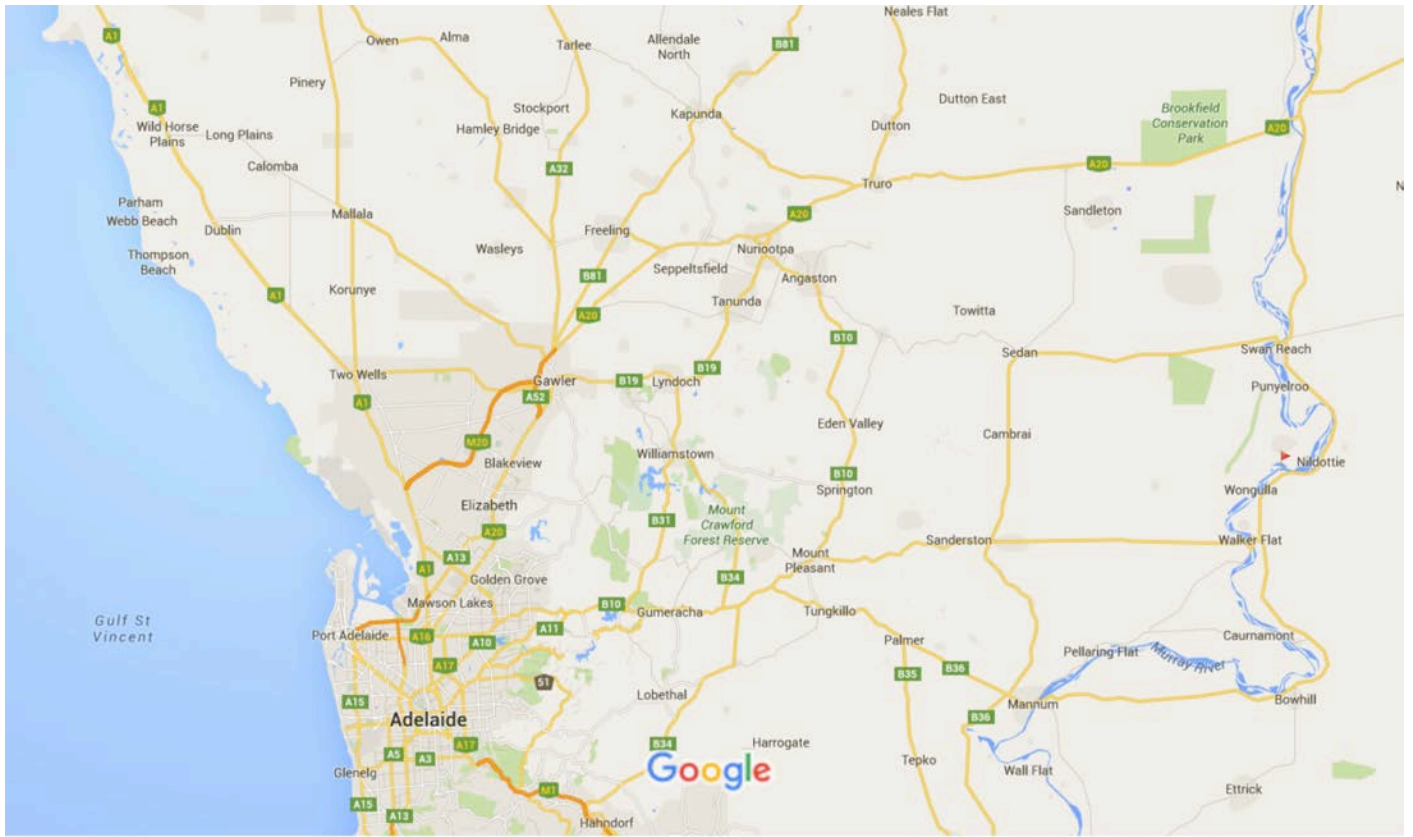 Neales Flat
A1
Owen
Alma
Tarlee
Allendale
North
B81
Pinery
Stockport
Kapunda
Dutton East
Brookfield
Conservation
Park
A1
Wild Horse
Plains
Long Plains
Hamley Bridge
Dutton
A20
Calomba
A32
A20
Truro
Parham
Webb Beach
Mallala
A20
Sandleton
N
Dublin
Wasleys
Freeling
Nuriootpa
Thompson
Beach
Seppeltsfield
B81
Angaston
A1
Korunye
Tanunda
A20
Towitta
B10
Sedan
Swan Reach
Two Wells
Gawler
B19
Lyndoch
B19
A52
Punyelroo
A1
Eden Valley
Cambrai
M20
Blakeview
Williamstown
Nildottie
B10
Springton
Wongulla
Elizabeth
Mount
Crawford
Forest Reserve
B31
A20
Sanderston
Walker Flat
A13
Mount
Pleasant
A1
Golden Grove
B34
Mawson Lakes
B10
Gumeracha
Tungkillo
Gulf St
Vincent
Port Adelaide
A16
A10
A11
Palmer
Caurnamont
Pellaring Flat
Murray River
A17
B35
B36
51
Lobethal
Mannum
Bowhill
A15
Adelaide
B36
A5
A3
A17
B34
Harrogate
Glenelg
Google
Tepko
Wall Flat
M1
Ettrick
A15
A13
Hahndorf